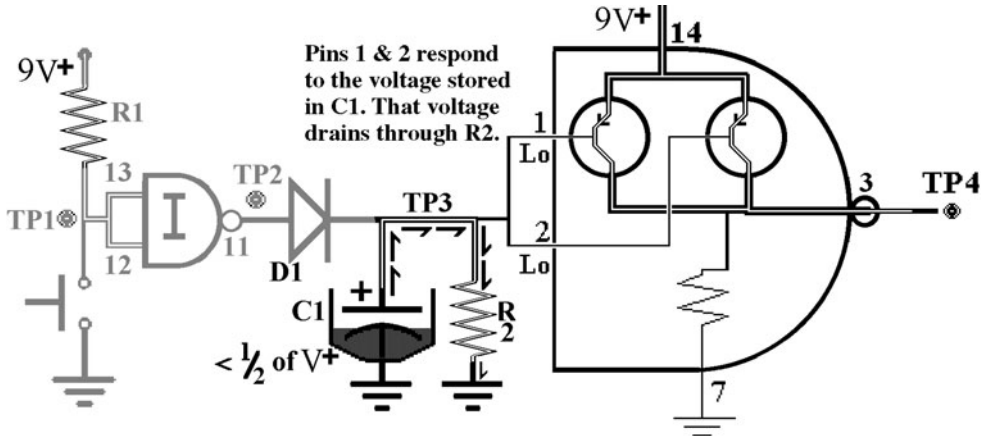 9V+
R1
13
TP1
12
I
11
TP2
D1
Pins 1 & 2 respond
to the voltage stored
in C1. That voltage
drains through R2.
TP3
+
C1
< 1/2 of V+
R
2
9V+
14
1
Lo
2
Lo
L
L
3
TP4
7